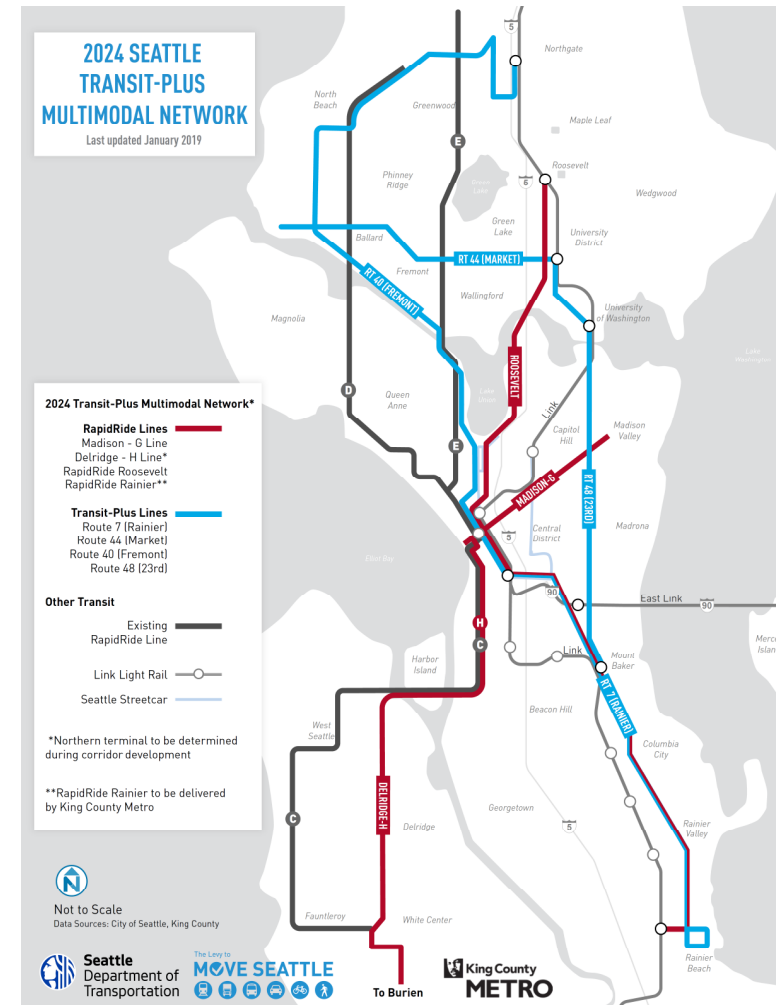 2024 SEATTLE
TRANSIT-PLUS
MULTIMODAL NETWORK
Last updated January 2019
5
Northgate
North
Beach
Greenwood
Maple Leaf
E
Roosevelt
Phinney
Ridge
Green
Lake
5
Wedgwood
Green
Lake
University
District
Ballard
RT 44 (MARKET)
Fremont
RT 40 (FREMONT)
Wallingford
University
of Washington
Magnolia
Lake
Washington
ROOSEVELT
Lake
Union
D
Queen
Anne
Link
Capitol
Hill
Madison
Valley
E
MADISON-G
RT 48 (23RD)
Central
District
Madrona
5
Elliott Bay
90
East Link
90
H
C
Link
Mount
Baker
Mercer
Island
Harbor
Island
RT 7 (RAINIER)
Beacon Hill
West
Seattle
Columbia
City
DELRIDGE-H
Georgetown
5
Rainier
Valley
C
Delridge
Fauntleroy
White Center
Rainier
Beach
To Burien
2024 Transit-Plus Multimodal Network*
RapidRide Lines
Madison - G Line
Delridge - H Line*
RapidRide Roosevelt
RapidRide Rainier**
Transit-Plus Lines
Route 7 (Rainier)
Route 44 (Market)
Route 40 (Fremont)
Route 48 (23rd)
Other Transit
Existing
RapidRide Line
Link Light Rail
Seattle Streetcar
*Northern terminal to be determined
during corridor development
**RapidRide Rainier to be delivered
by King County Metro
N
Not to Scale
Data Sources: City of Seattle, King County
Seattle
Department of
Transportation
The Levy to
MOVE SEATTLE
King County
METRO